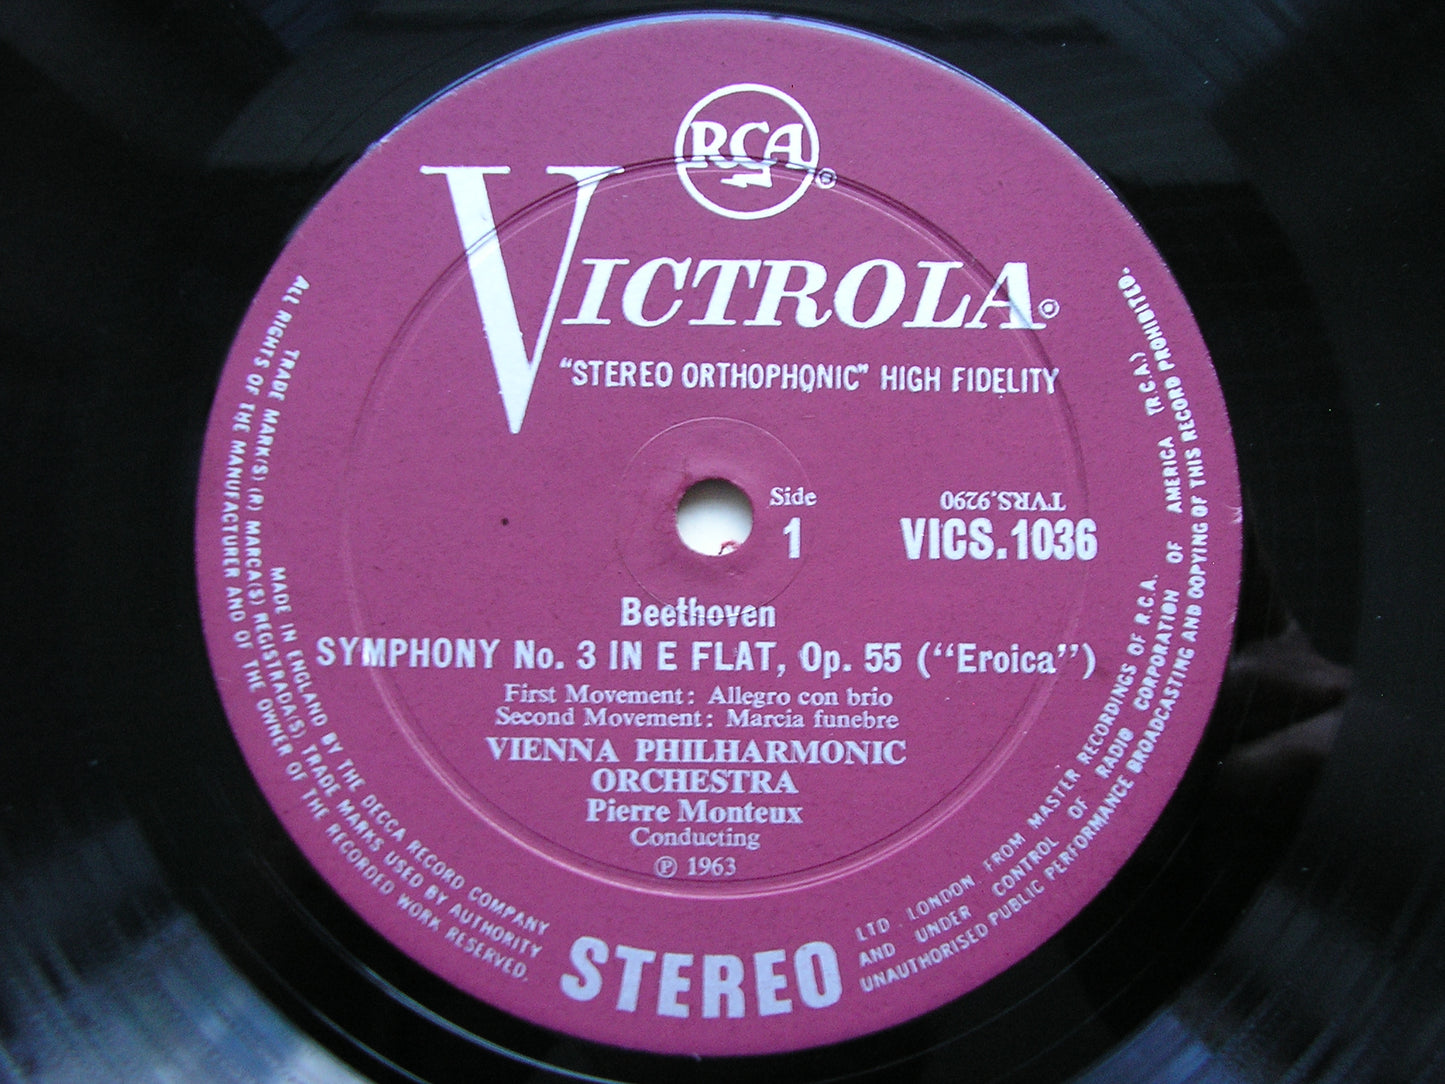 RCA
®
VICTROLA®
"STEREO ORTHOPHONIC" HIGH FIDELITY
Side
1
TVRS.9290
VICS.1036
Beethoven
SYMPHONY No. 3 IN E FLAT, Op. 55 ("Eroica")
First Movement: Allegro con brio
Second Movement: Marcia funebre
VIENNA PHILHARMONIC
ORCHESTRA
Pierre Monteux
Conducting
℗ 1963
STEREO
MADE IN ENGLAND BY THE DECCA RECORD COMPANY LTD LONDON FROM MASTER RECORDINGS OF R.C.A.
TRADE MARK(S) (R) MARCA(S) REGISTRADA(S) TRADE MARKS USED BY AUTHORITY AND UNDER CONTROL OF RADIO CORPORATION OF AMERICA (R.C.A.)
ALL RIGHTS OF THE MANUFACTURER AND OF THE OWNER OF THE RECORDED WORK RESERVED. UNAUTHORISED PUBLIC PERFORMANCE BROADCASTING AND COPYING OF THIS RECORD PROHIBITED.